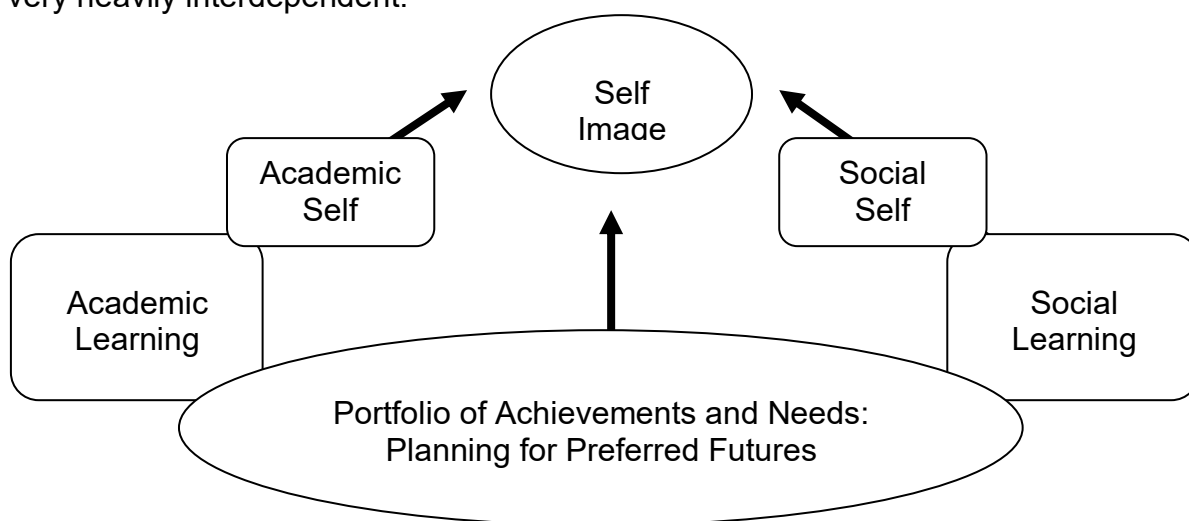 very heavily interdependent.
Self
Image
Academic
Self
Social
Self
Academic
Learning
Social
Learning
Portfolio of Achievements and Needs:
Planning for Preferred Futures